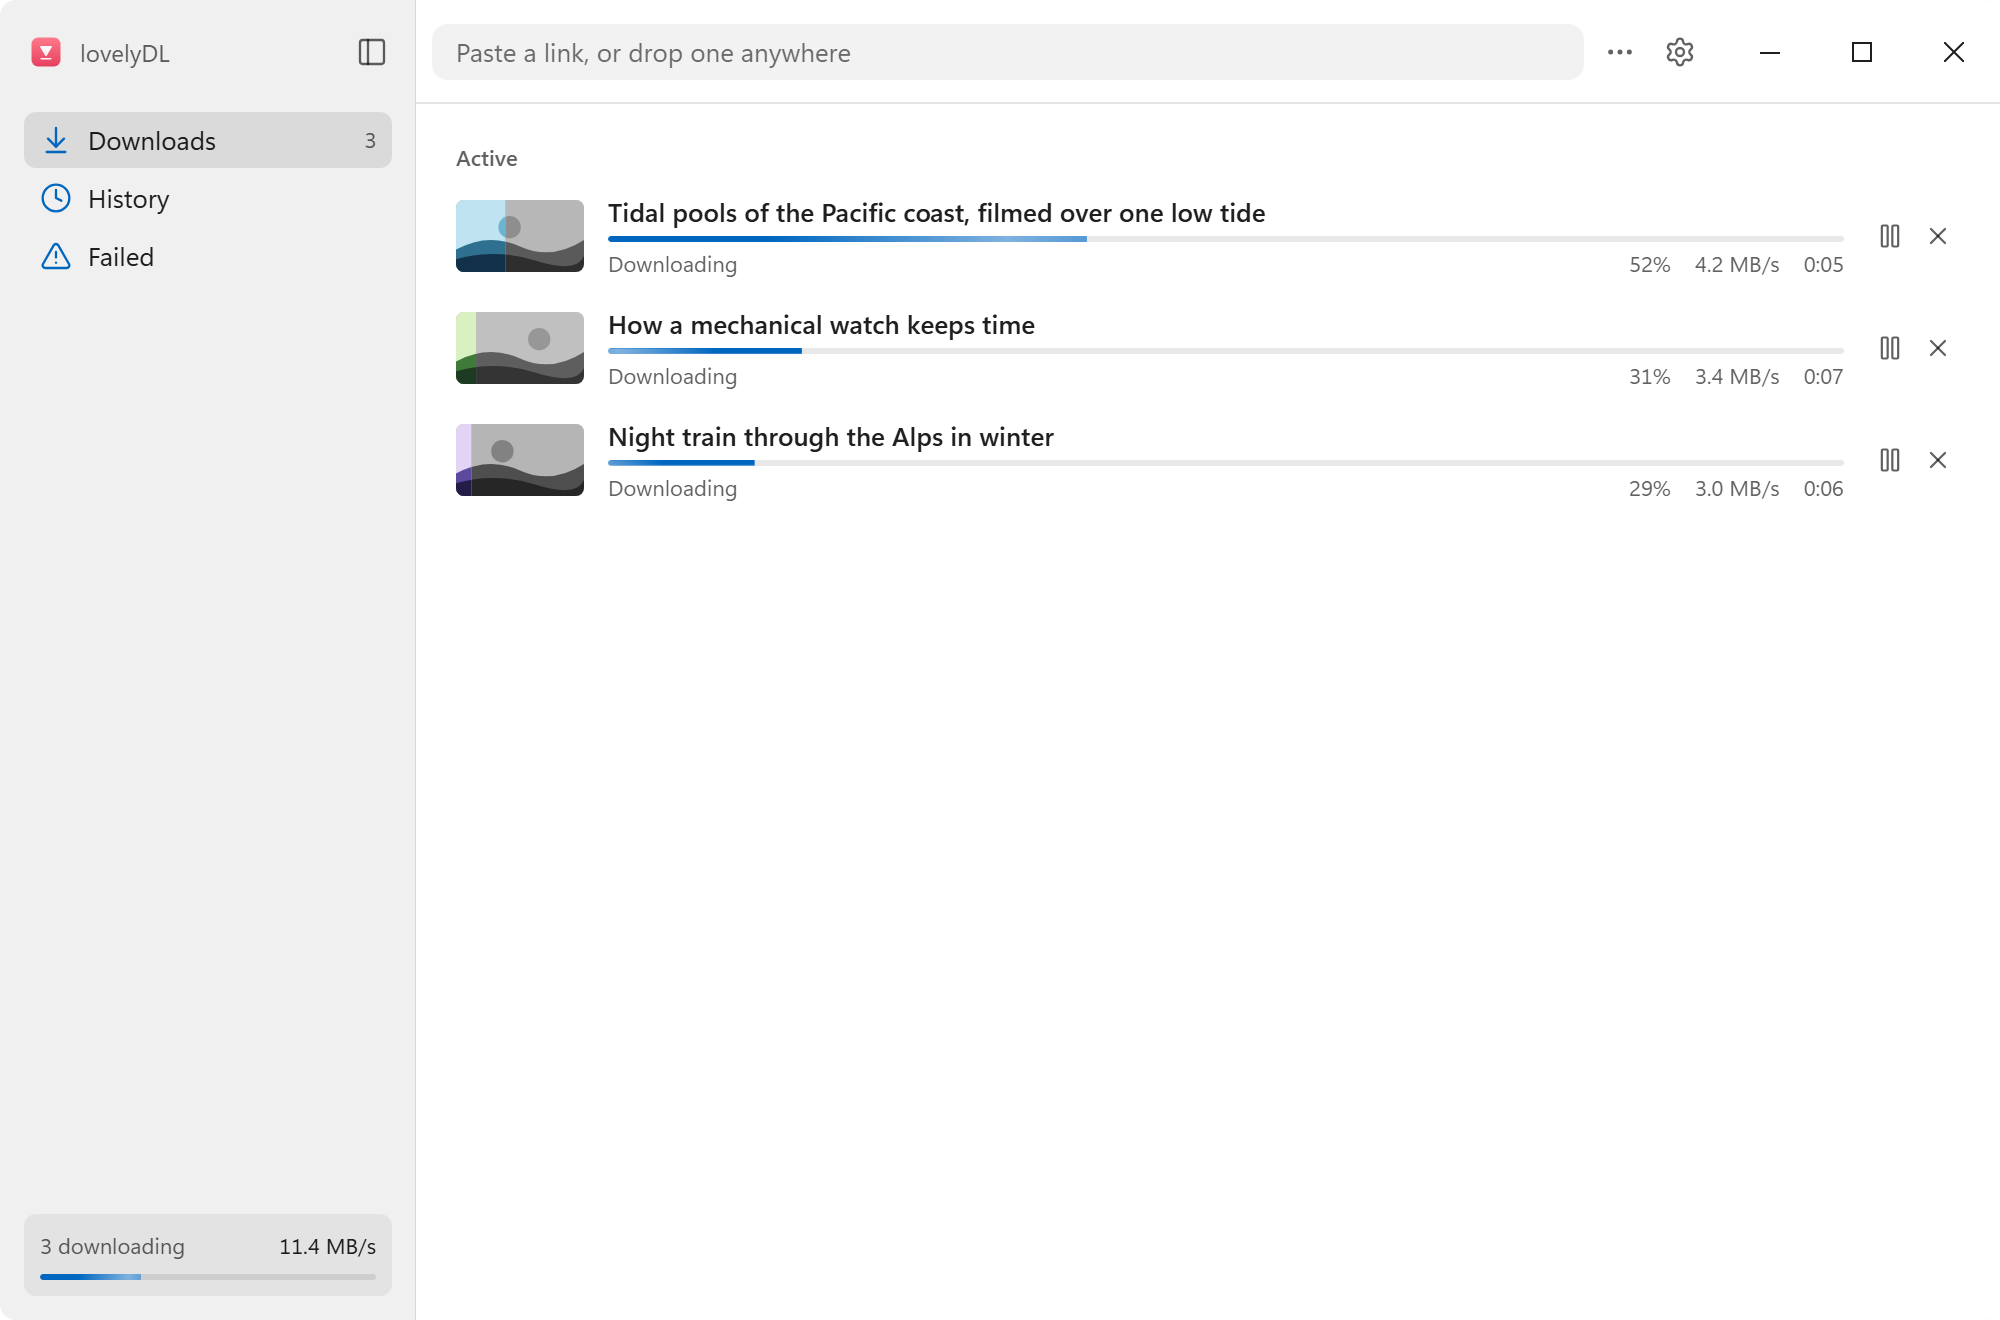 lovelyDL
Paste a link, or drop one anywhere
Downloads 3
History
Failed
Active
Tidal pools of the Pacific coast, filmed over one low tide
Downloading 52% 4.2 MB/s 0:05
How a mechanical watch keeps time
Downloading 31% 3.4 MB/s 0:07
Night train through the Alps in winter
Downloading 29% 3.0 MB/s 0:06
3 downloading 11.4 MB/s